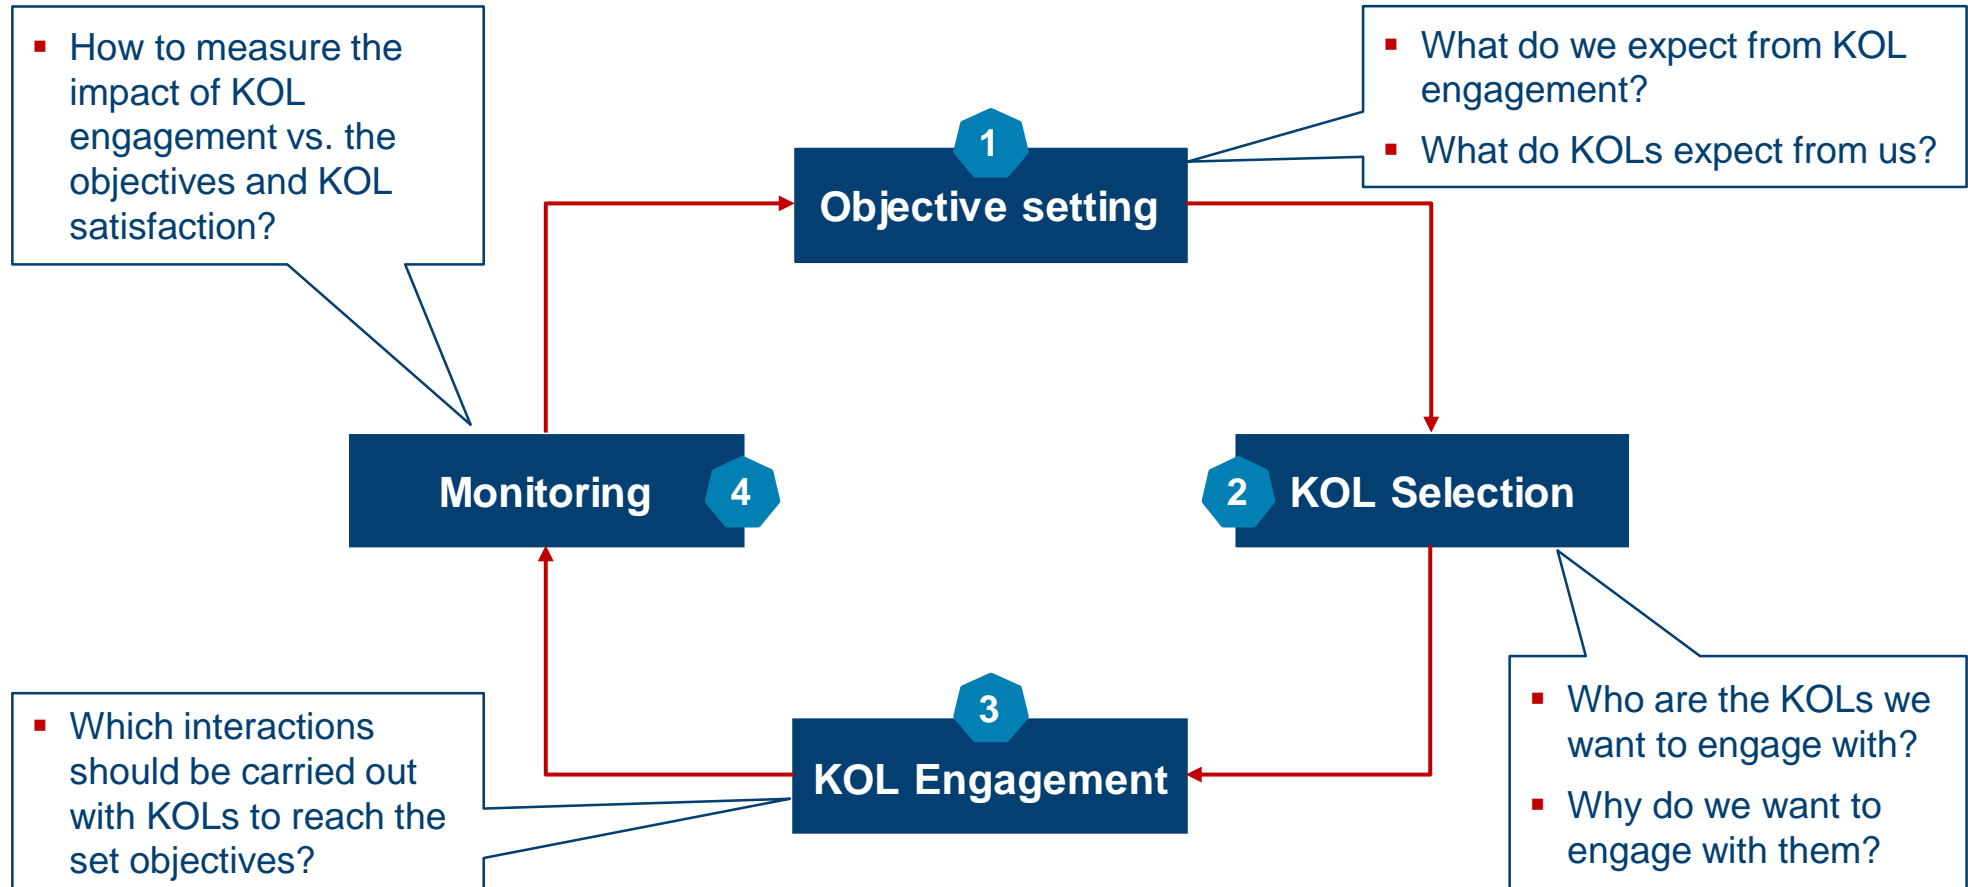 How to measure the
impact of KOL
engagement vs. the
objectives and KOL
satisfaction?
What do we expect from KOL
engagement?
What do KOLs expect from us?
1
Objective setting
Monitoring
4
2
KOL Selection
3
KOL Engagement
Which interactions
should be carried out
with KOLs to reach the
set objectives?
Who are the KOLs we
want to engage with?
Why do we want to
engage with them?